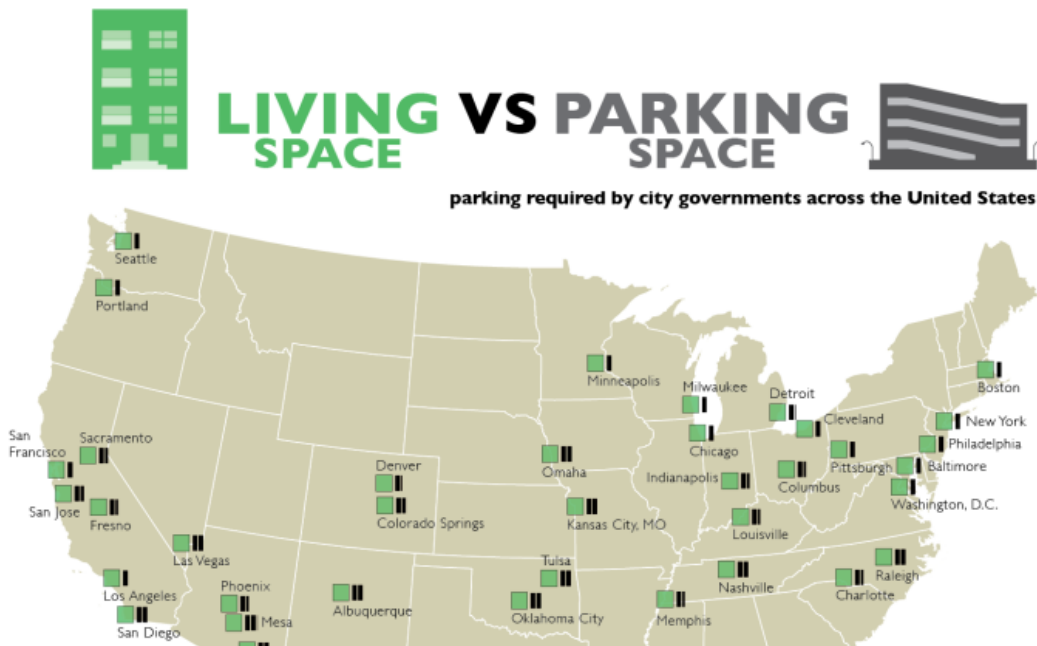 LIVING VS PARKING
SPACE SPACE
parking required by city governments across the United States
Seattle
Portland
Minneapolis
Milwaukee
Detroit
Boston
Cleveland
New York
San
Francisco
Sacramento
Chicago
Philadelphia
Omaha
Pittsburgh
Baltimore
Denver
Indianapolis
Columbus
San Jose
Fresno
Colorado Springs
Kansas City, MO
Washington, D.C.
Louisville
Las Vegas
Tulsa
Raleigh
Los Angeles
Phoenix
Albuquerque
Oklahoma City
Nashville
Charlotte
Mesa
Memphis
San Diego